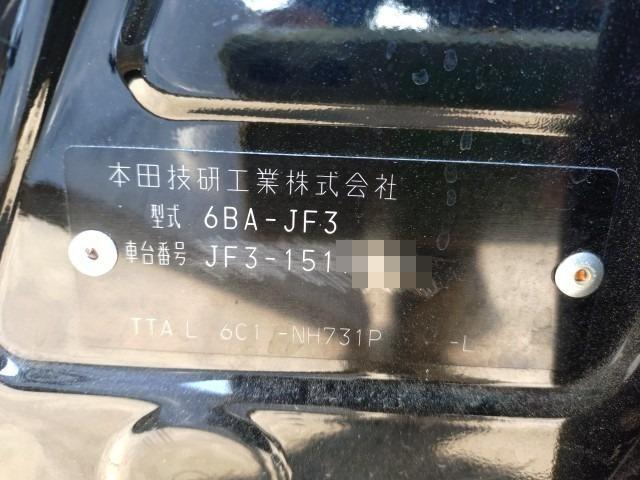 本田技研工業株式会社
型式 6BA-JF3
車台番号 JF3-151
TTA L 6C1 -NH731P -L